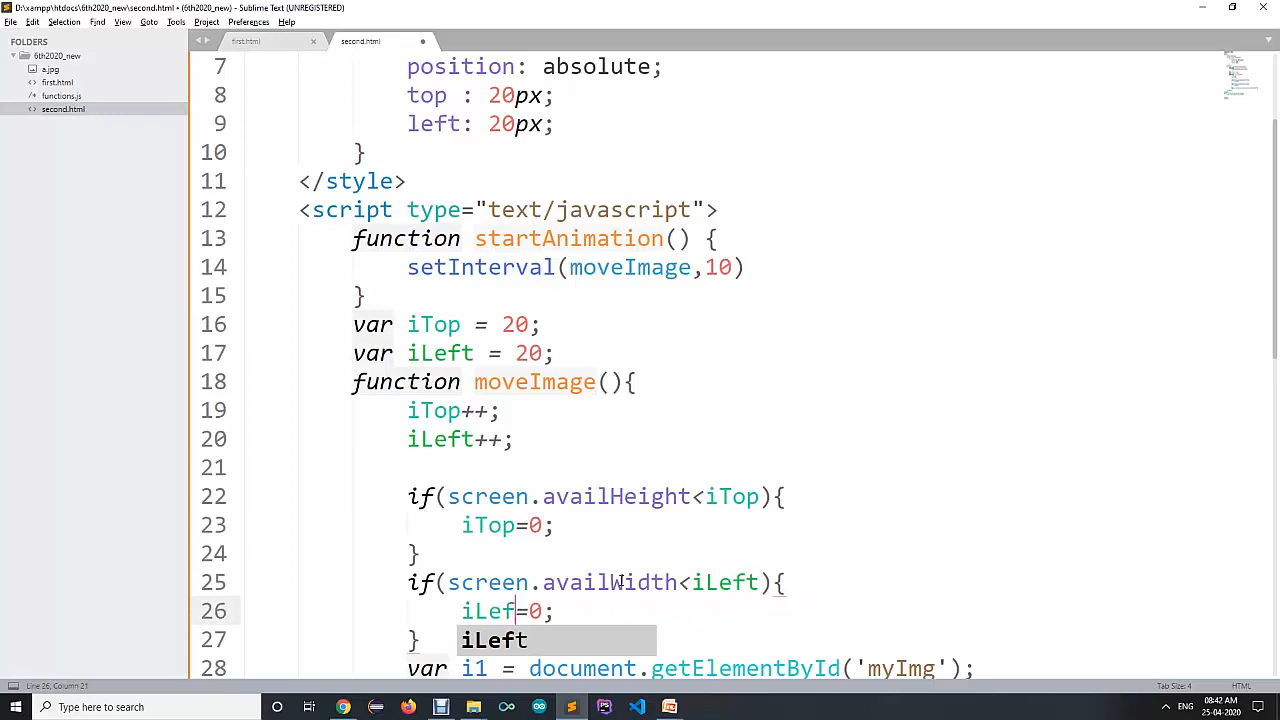 D:\xampp\htdocs\6th2020_new\second.html • (6th2020_new) - Sublime Text (UNREGISTERED)
File Edit Selection Find View Goto Tools Project Preferences Help
FOLDERS
6th2020_new
a.jpg
first.html
functions.js
second.html
first.html
second.html
7 position: absolute;
8 top : 20px;
9 left: 20px;
10 }
11 </style>
12 <script type="text/javascript">
13 function startAnimation() {
14 setInterval(moveImage,10)
15 }
16 var iTop = 20;
17 var iLeft = 20;
18 function moveImage(){
19 iTop++;
20 iLeft++;
21
22 if(screen.availHeight<iTop){
23 iTop=0;
24 }
25 if(screen.availWidth<iLeft){
26 iLef=0;
27 }
iLeft
28 var i1 = document.getElementById('myImg');
Line 26, Column 21
Tab Size: 4
HTML
Type here to search
08:42 AM
25-04-2020